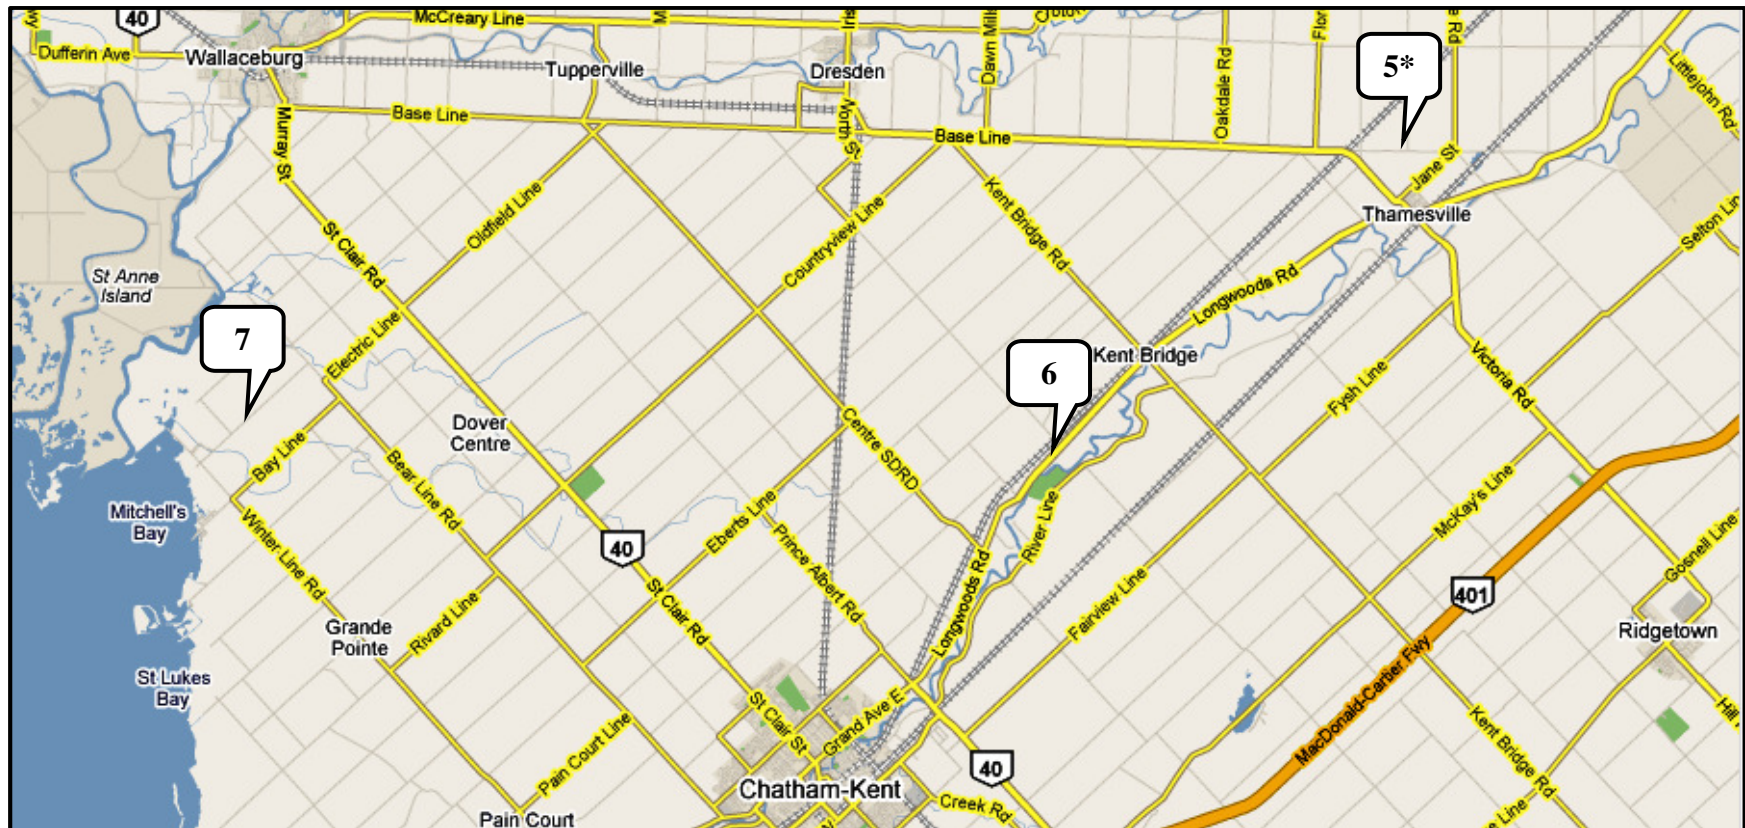 40
McCreary Line
Dufferin Ave
Wallaceburg
Tupperville
Dresden
Dawn Mills
Oakdale Rd
5*
Littlejohn Rd
Base Line
Murray St
North St
Base Line
Jane St
Thamesville
Oldfield Line
Kent Bridge Rd
Countryview Line
St Clair Rd
Selton Lin
St Anne
Island
Longwoods Rd
7
Electric Line
Kent Bridge
6
Fysh Line
Victoria Rd
Dover
Centre
Centre SDRD
Bay Line
Bear Line Rd
McKay's Line
Mitchell's
Bay
Eberts Line
River Line
40
Prince Albert Rd
Winter Line Rd
Gosnell Line
St Clair Rd
Longwoods Rd
Fairview Line
401
Rivard Line
Grande
Pointe
Ridgetown
St Lukes
Bay
MacDonald-Cartier Fwy
St Clair St
Grand Ave E
Hill
Kent Bridge Rd
Pain Court Line
40
Chatham-Kent
Creek Rd
Pain Court
e Line